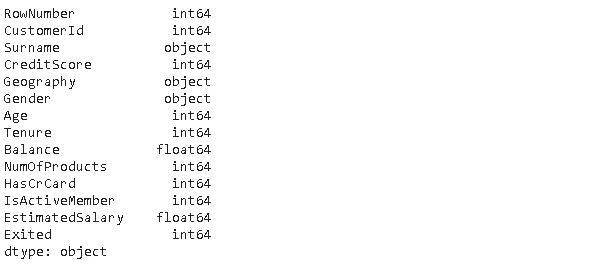 RowNumber int64
CustomerId int64
Surname object
CreditScore int64
Geography object
Gender object
Age int64
Tenure int64
Balance float64
NumOfProducts int64
HasCrCard int64
IsActiveMember int64
EstimatedSalary float64
Exited int64
dtype: object